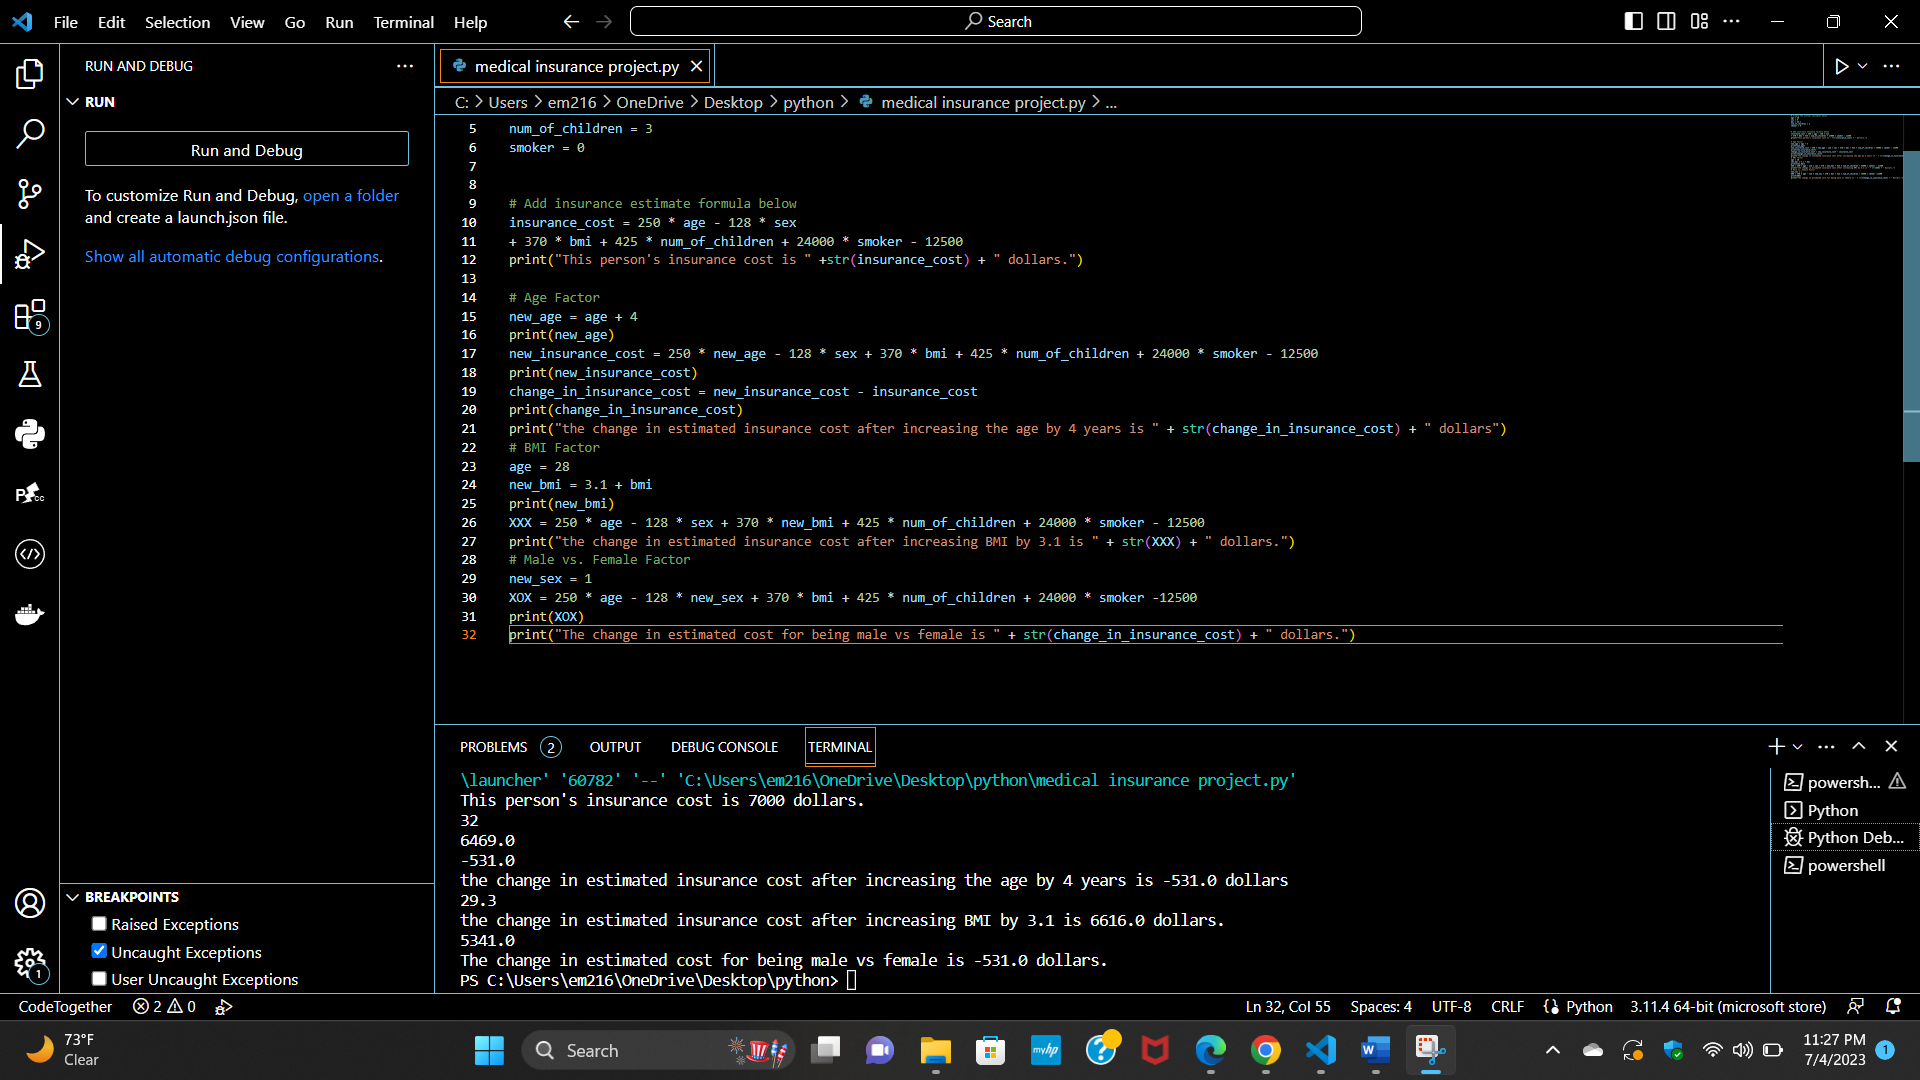 File Edit Selection View Go Run Terminal Help
Search
RUN AND DEBUG
RUN
Run and Debug
To customize Run and Debug, open a folder
and create a launch.json file.
Show all automatic debug configurations.
9
medical insurance project.py
C: > Users > em216 > OneDrive > Desktop > python > medical insurance project.py > ...
5 num_of_children = 3
6 smoker = 0
7
8
9 # Add insurance estimate formula below
10 insurance_cost = 250 * age - 128 * sex
11 + 370 * bmi + 425 * num_of_children + 24000 * smoker - 12500
12 print("This person's insurance cost is " +str(insurance_cost) + " dollars.")
13
14 # Age Factor
15 new_age = age + 4
16 print(new_age)
17 new_insurance_cost = 250 * new_age - 128 * sex + 370 * bmi + 425 * num_of_children + 24000 * smoker - 12500
18 print(new_insurance_cost)
19 change_in_insurance_cost = new_insurance_cost - insurance_cost
20 print(change_in_insurance_cost)
21 print("the change in estimated insurance cost after increasing the age by 4 years is " + str(change_in_insurance_cost) + " dollars")
22 # BMI Factor
23 age = 28
24 new_bmi = 3.1 + bmi
25 print(new_bmi)
26 XXX = 250 * age - 128 * sex + 370 * new_bmi + 425 * num_of_children + 24000 * smoker - 12500
27 print("the change in estimated insurance cost after increasing BMI by 3.1 is " + str(XXX) + " dollars.")
28 # Male vs. Female Factor
29 new_sex = 1
30 XOX = 250 * age - 128 * new_sex + 370 * bmi + 425 * num_of_children + 24000 * smoker -12500
31 print(XOX)
32 print("The change in estimated cost for being male vs female is " + str(change_in_insurance_cost) + " dollars.")
PROBLEMS 2 OUTPUT DEBUG CONSOLE TERMINAL
\launcher' '60782' '--' 'C:\Users\em216\OneDrive\Desktop\python\medical insurance project.py'
This person's insurance cost is 7000 dollars.
32
6469.0
-531.0
the change in estimated insurance cost after increasing the age by 4 years is -531.0 dollars
29.3
the change in estimated insurance cost after increasing BMI by 3.1 is 6616.0 dollars.
5341.0
The change in estimated cost for being male vs female is -531.0 dollars.
PS C:\Users\em216\OneDrive\Desktop\python>
powersh...
Python
Python Deb...
powershell
BREAKPOINTS
Raised Exceptions
Uncaught Exceptions
User Uncaught Exceptions
1
CodeTogether 2 0
Ln 32, Col 55 Spaces: 4 UTF-8 CRLF Python 3.11.4 64-bit (microsoft store)
73°F
Clear
Search
myhp
11:27 PM
7/4/2023
1